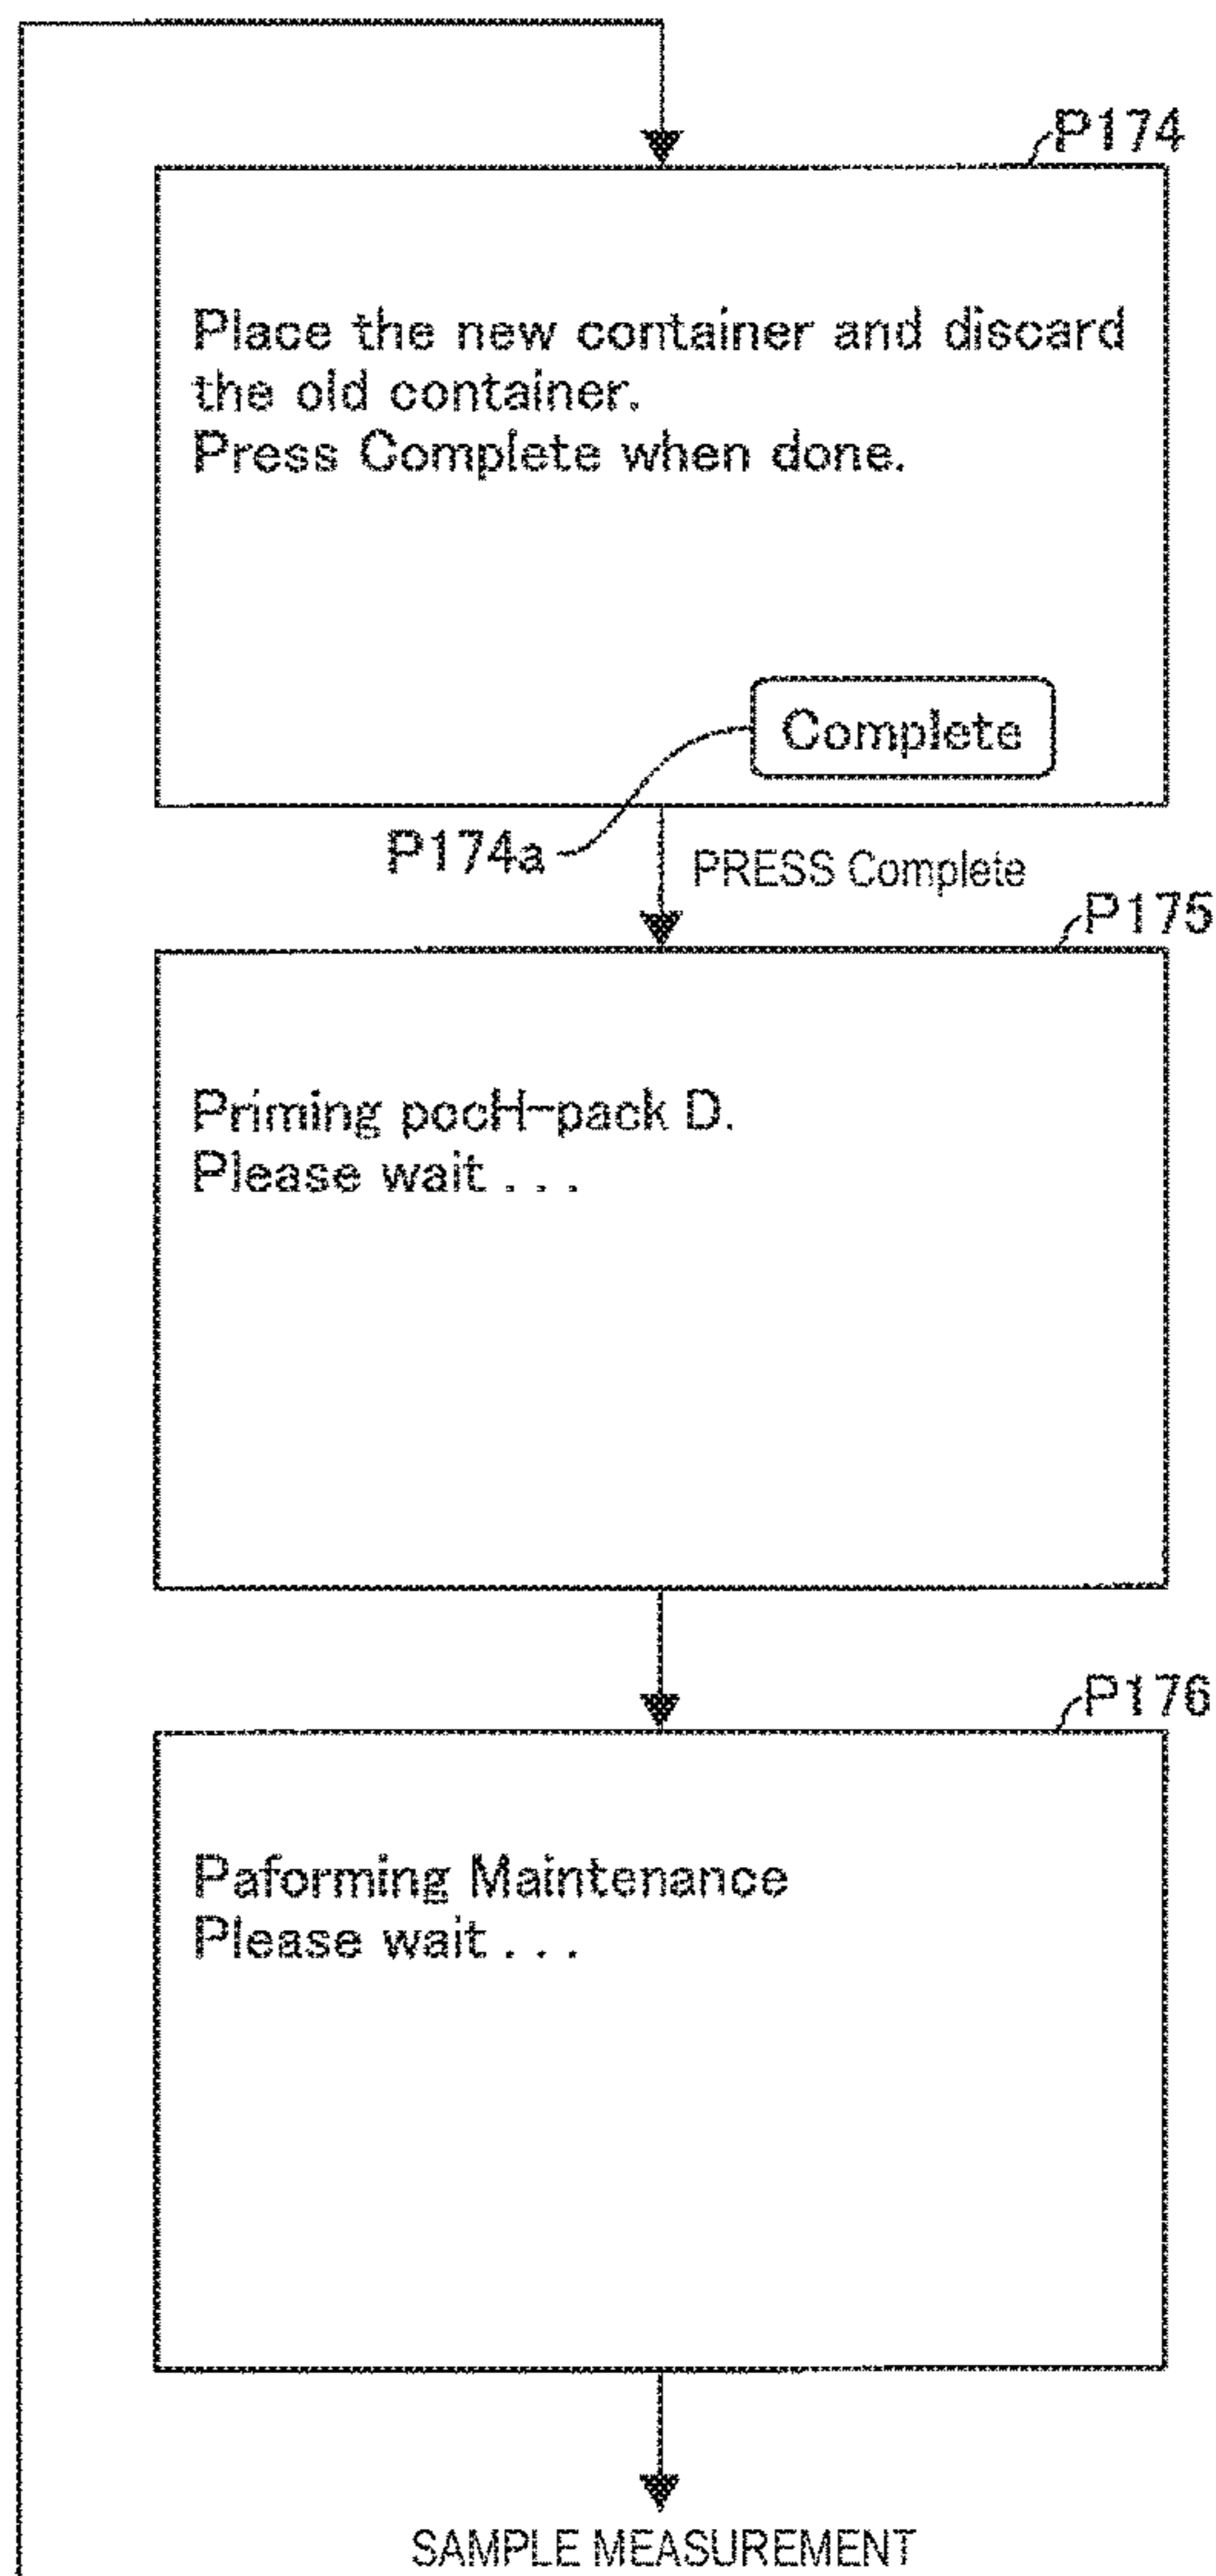 P174
Place the new container and discard
the old container.
Press Complete when done.
Complete
P174a
PRESS Complete
P175
Priming pocH-pack D.
Please wait . . .
P176
Paforming Maintenance
Please wait . . .
SAMPLE MEASUREMENT